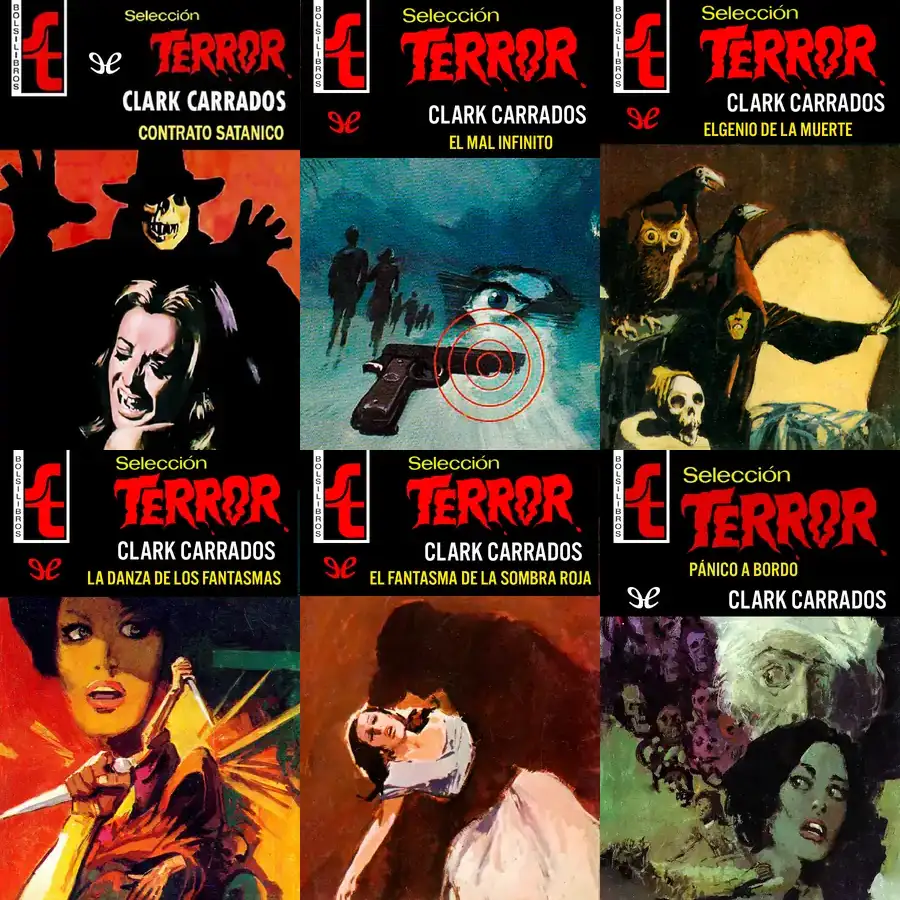 BOLSILIBROS
Selección
TERROR
CLARK CARRADOS
CONTRATO SATANICO
BOLSILIBROS
Selección
TERROR
CLARK CARRADOS
EL MAL INFINITO
BOLSILIBROS
Selección
TERROR
CLARK CARRADOS
ELGENIO DE LA MUERTE
BOLSILIBROS
Selección
TERROR
CLARK CARRADOS
LA DANZA DE LOS FANTASMAS
BOLSILIBROS
Selección
TERROR
CLARK CARRADOS
EL FANTASMA DE LA SOMBRA ROJA
BOLSILIBROS
Selección
TERROR
PÁNICO A BORDO
CLARK CARRADOS